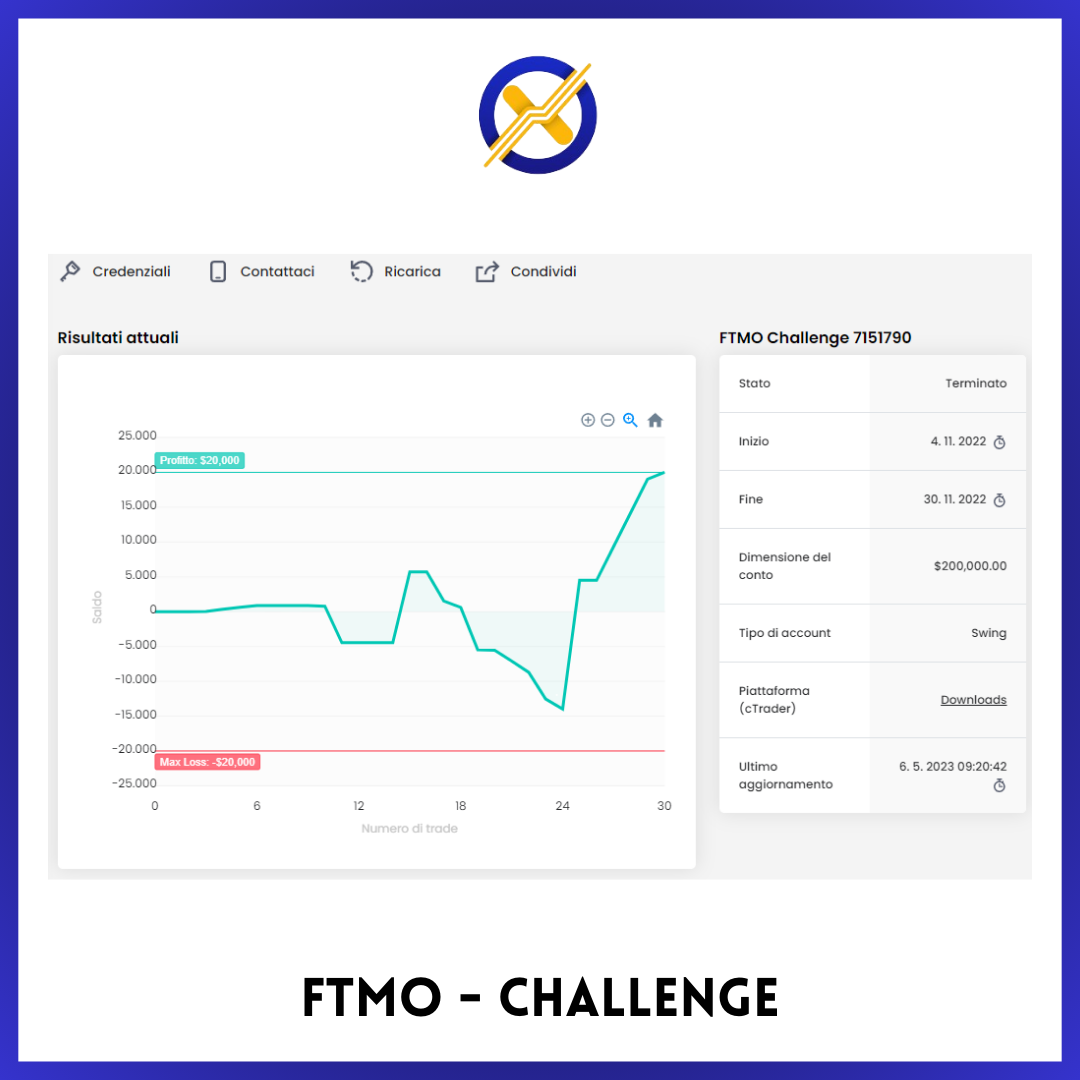 Credenziali
Contattaci
Ricarica
Condividi
Risultati attuali
25.000
Profitto: $20,000
20.000
15.000
10.000
5.000
0
-5.000
-10.000
-15.000
-20.000
Max Loss: -$20,000
-25.000
Saldo
0 6 12 18 24 30
Numero di trade
FTMO Challenge 7151790
Stato Terminato
Inizio 4. 11. 2022
Fine 30. 11. 2022
Dimensione del
conto
$200,000.00
Tipo di account Swing
Piattaforma
(cTrader)
Downloads
Ultimo
aggiornamento
6. 5. 2023 09:20:42
FTMO - CHALLENGE